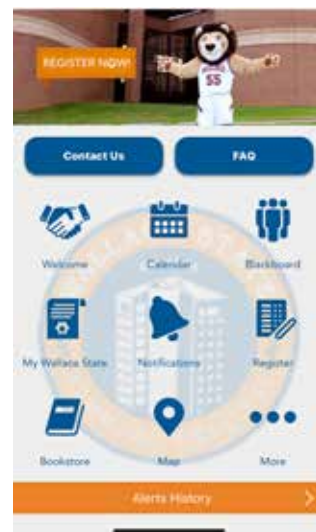 REGISTER NOW!
55
Contact Us
FAQ
Welcome
Calendar
Blackboard
My Wallace State
Notifications
Register
Bookstore
Map
More
Alerts History